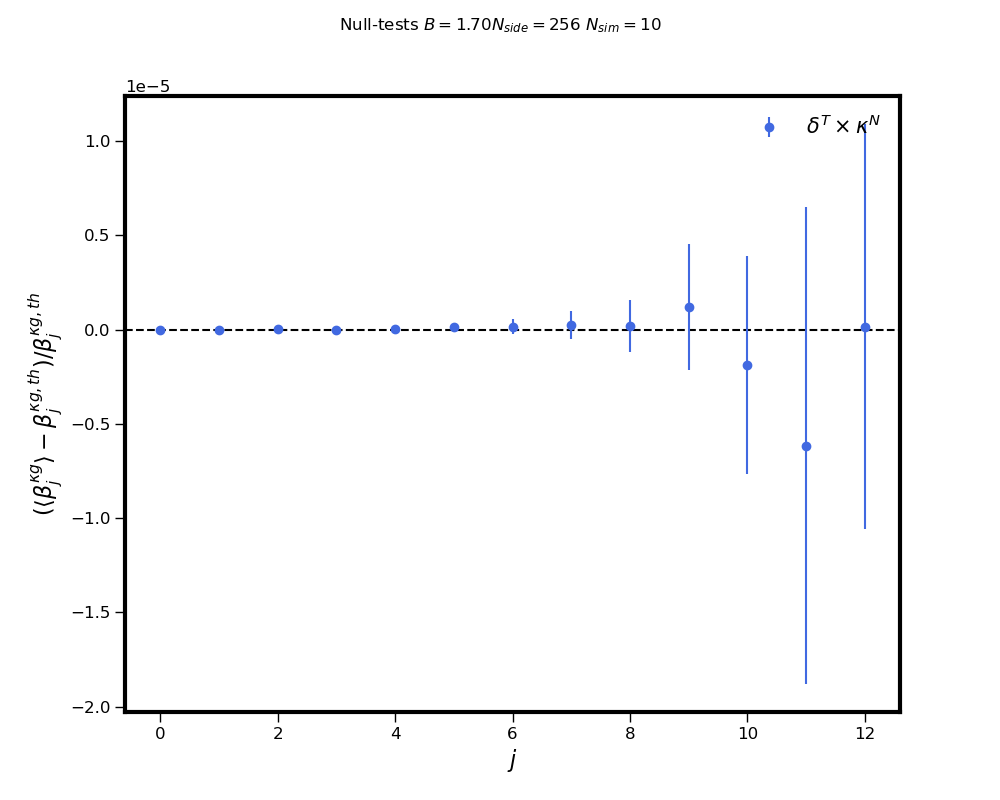 Null-tests B = 1.70N_side = 256 N_sim = 10
1e−5
δ^T × κ^N
1.0
0.5
0.0
−0.5
−1.0
−1.5
−2.0
(⟨β_j^{κg}⟩ − β_j^{κg,th})/β_j^{κg,th}
0 2 4 6 8 10 12
j